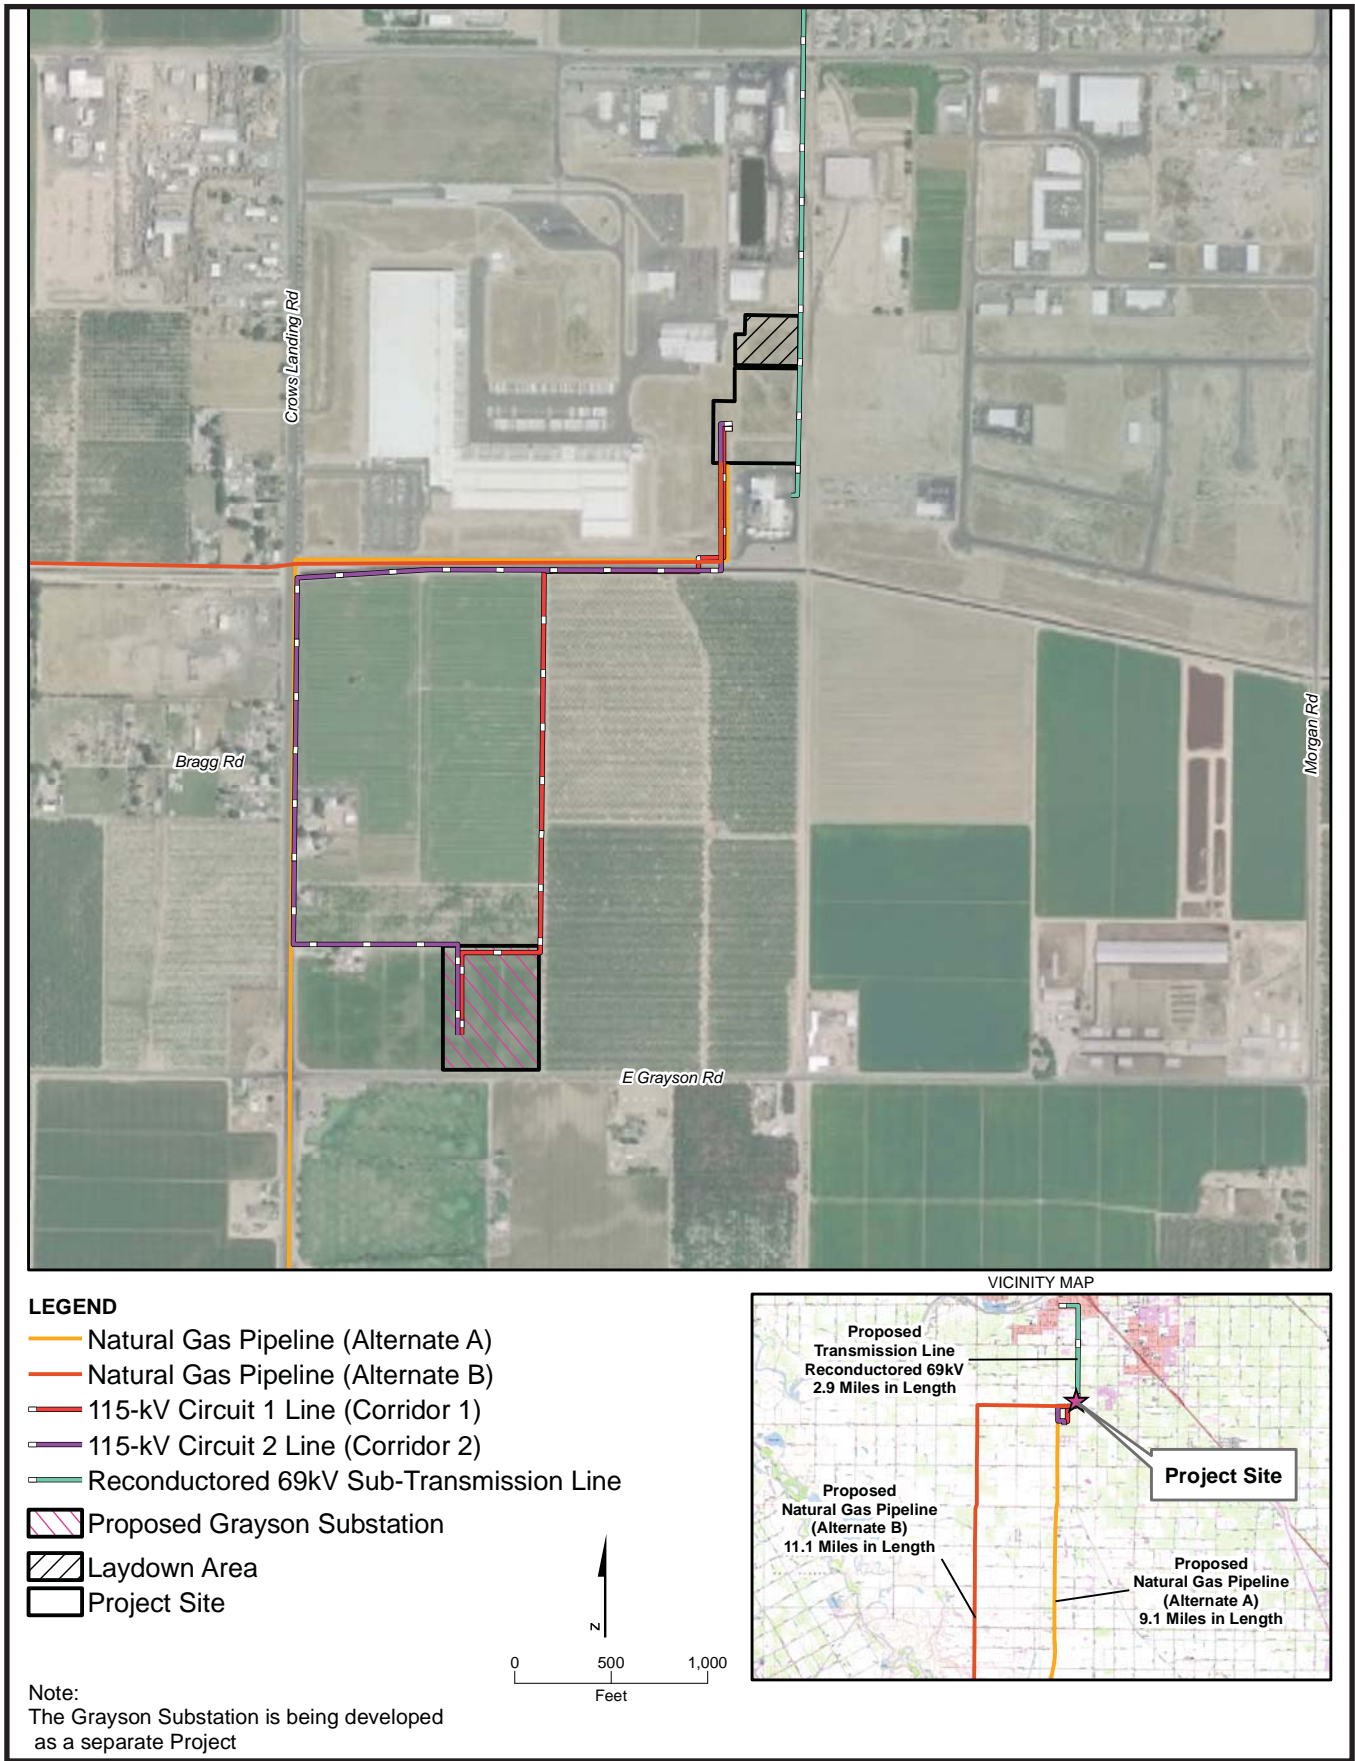 Crows Landing Rd
Bragg Rd
Morgan Rd
E Grayson Rd
LEGEND
Natural Gas Pipeline (Alternate A)
Natural Gas Pipeline (Alternate B)
115-kV Circuit 1 Line (Corridor 1)
115-kV Circuit 2 Line (Corridor 2)
Reconductored 69kV Sub-Transmission Line
Proposed Grayson Substation
Laydown Area
Project Site
Note:
The Grayson Substation is being developed
as a separate Project
N
0 500 1,000
Feet
VICINITY MAP
Proposed
Transmission Line
Reconductored 69kV
2.9 Miles in Length
Project Site
Proposed
Natural Gas Pipeline
(Alternate B)
11.1 Miles in Length
Proposed
Natural Gas Pipeline
(Alternate A)
9.1 Miles in Length